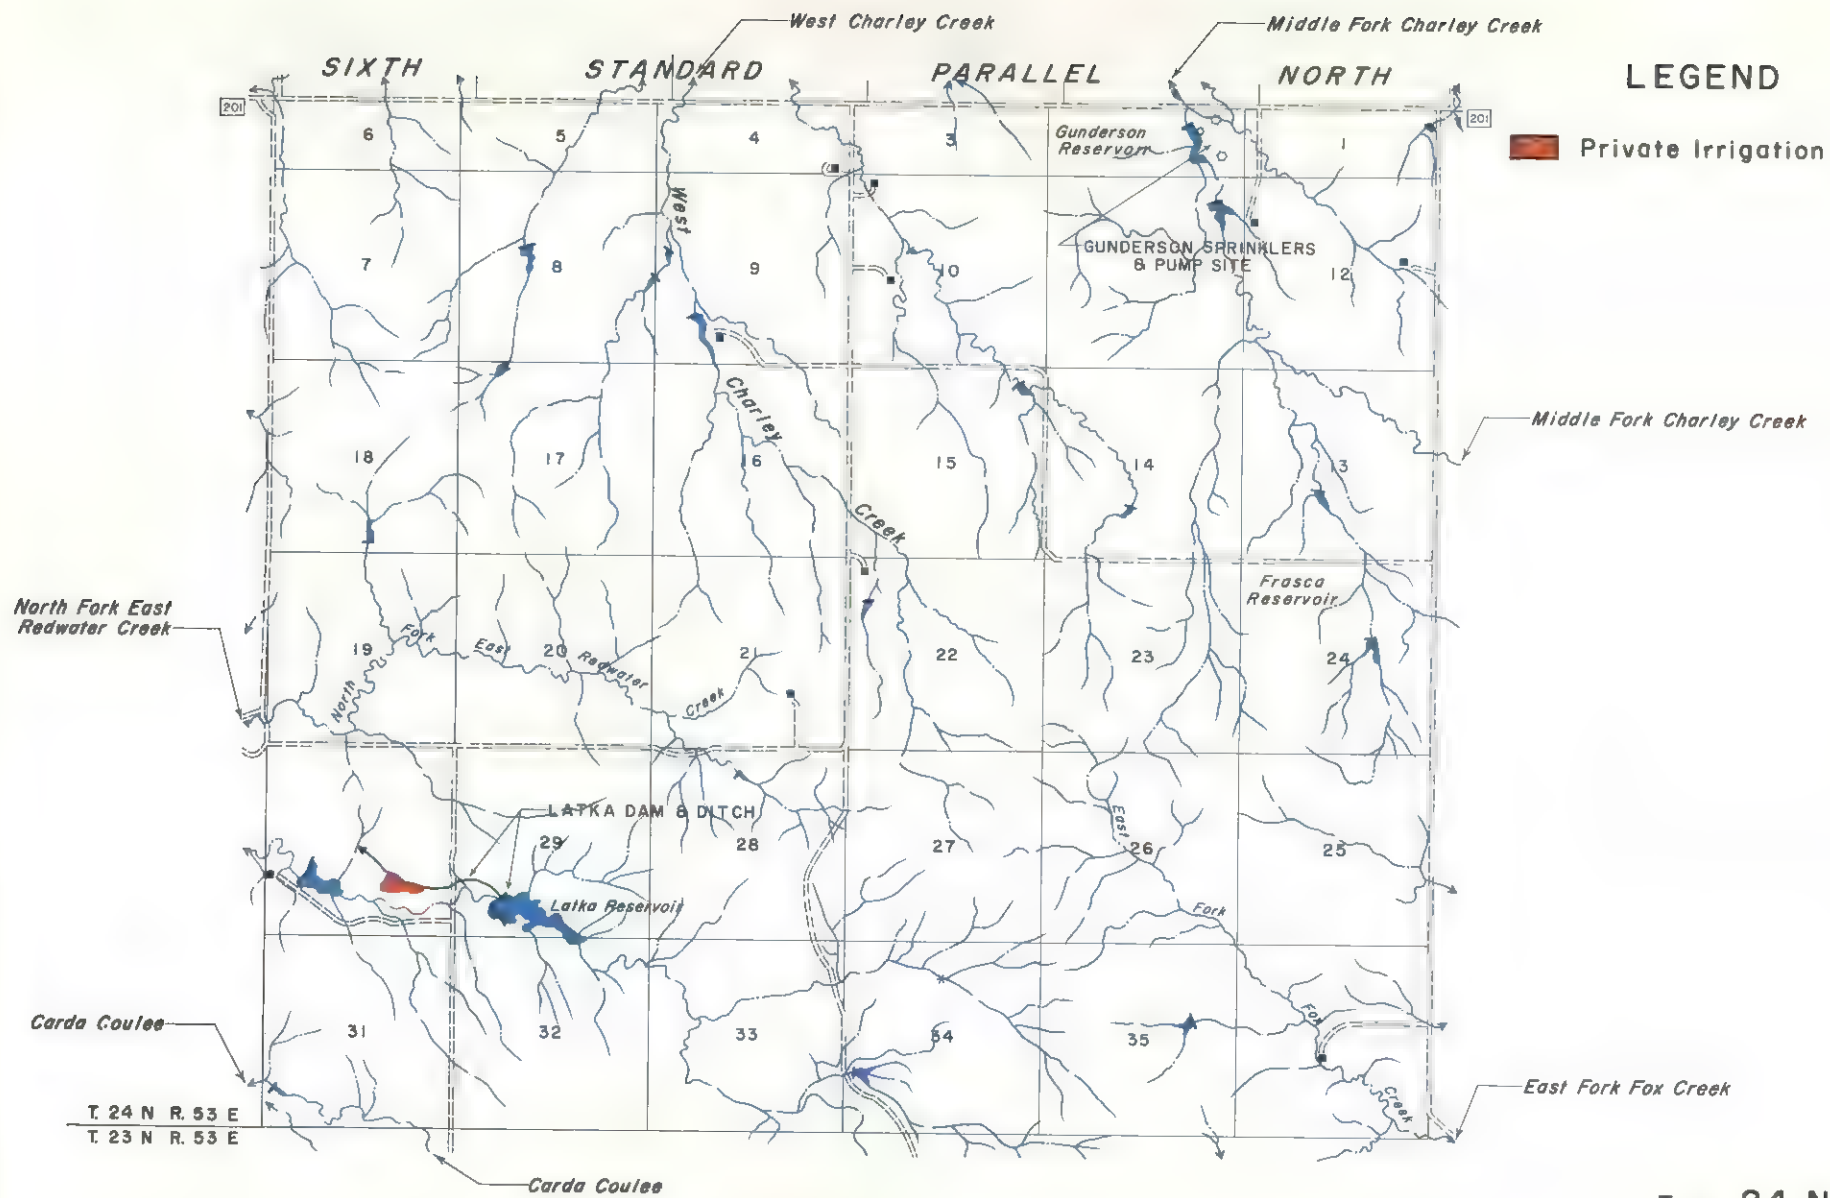 West Charley Creek
Middle Fork Charley Creek
SIXTH STANDARD PARALLEL NORTH
LEGEND
Private Irrigation
201
201
6 5 4 3 1
Gunderson
Reservoir
West
GUNDERSON SPRINKLERS
& PUMP SITE
7 8 9 10 12
Charley
Middle Fork Charley Creek
18 17 16 15 14 13
Creek
Frasca
Reservoir
North Fork East
Redwater Creek
19 20 21 22 23 24
North Fork East Redwater Creek
LATKA DAM & DITCH
29 28 27 26 25
East
Latka Reservoir
Fork
Carda Coulee
31 32 33 34 35
Fox
Creek
East Fork Fox Creek
T. 24 N R. 53 E
T. 23 N R. 53 E
Carda Coulee
24 N